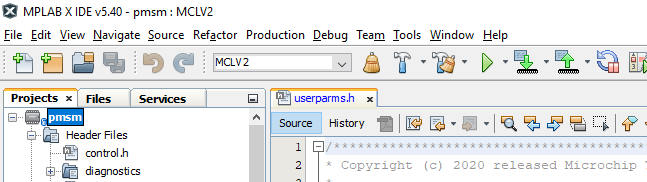 MPLAB X IDE v5.40 - pmsm : MCLV2
File Edit View Navigate Source Refactor Production Debug Team Tools Window Help
MCLV2
Projects × Files Services
userparms.h ×
pmsm
Source History
Header Files
control.h
diagnostics
1 /******************************************
2 * Copyright (c) 2020 released Microchip